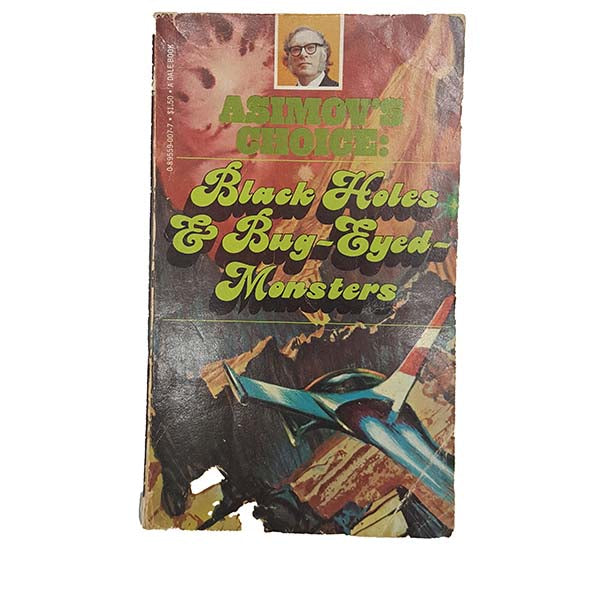 ASIMOV'S
CHOICE:
Black Holes
& Bug-Eyed-
Monsters
0-89559-007-7 • $1.50 • A DALE BOOK